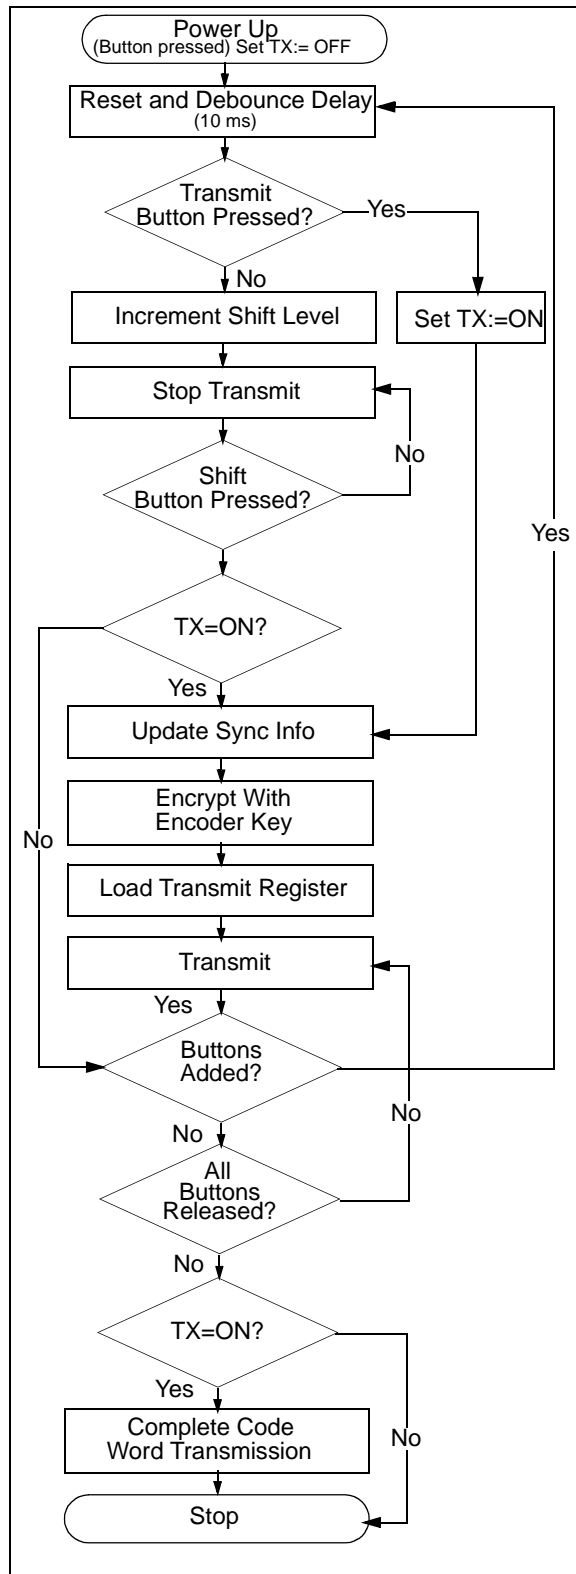 Power Up
(Button pressed) Set TX:= OFF
Reset and Debounce Delay
(10 ms)
Transmit
Button Pressed?
Yes
No
Increment Shift Level
Set TX:=ON
Stop Transmit
No
Shift
Button Pressed?
Yes
TX=ON?
Yes
Update Sync Info
Encrypt With
Encoder Key
No
Load Transmit Register
Transmit
Yes
Buttons
Added?
No
No
All
Buttons
Released?
No
TX=ON?
Yes
Complete Code
Word Transmission
No
Stop